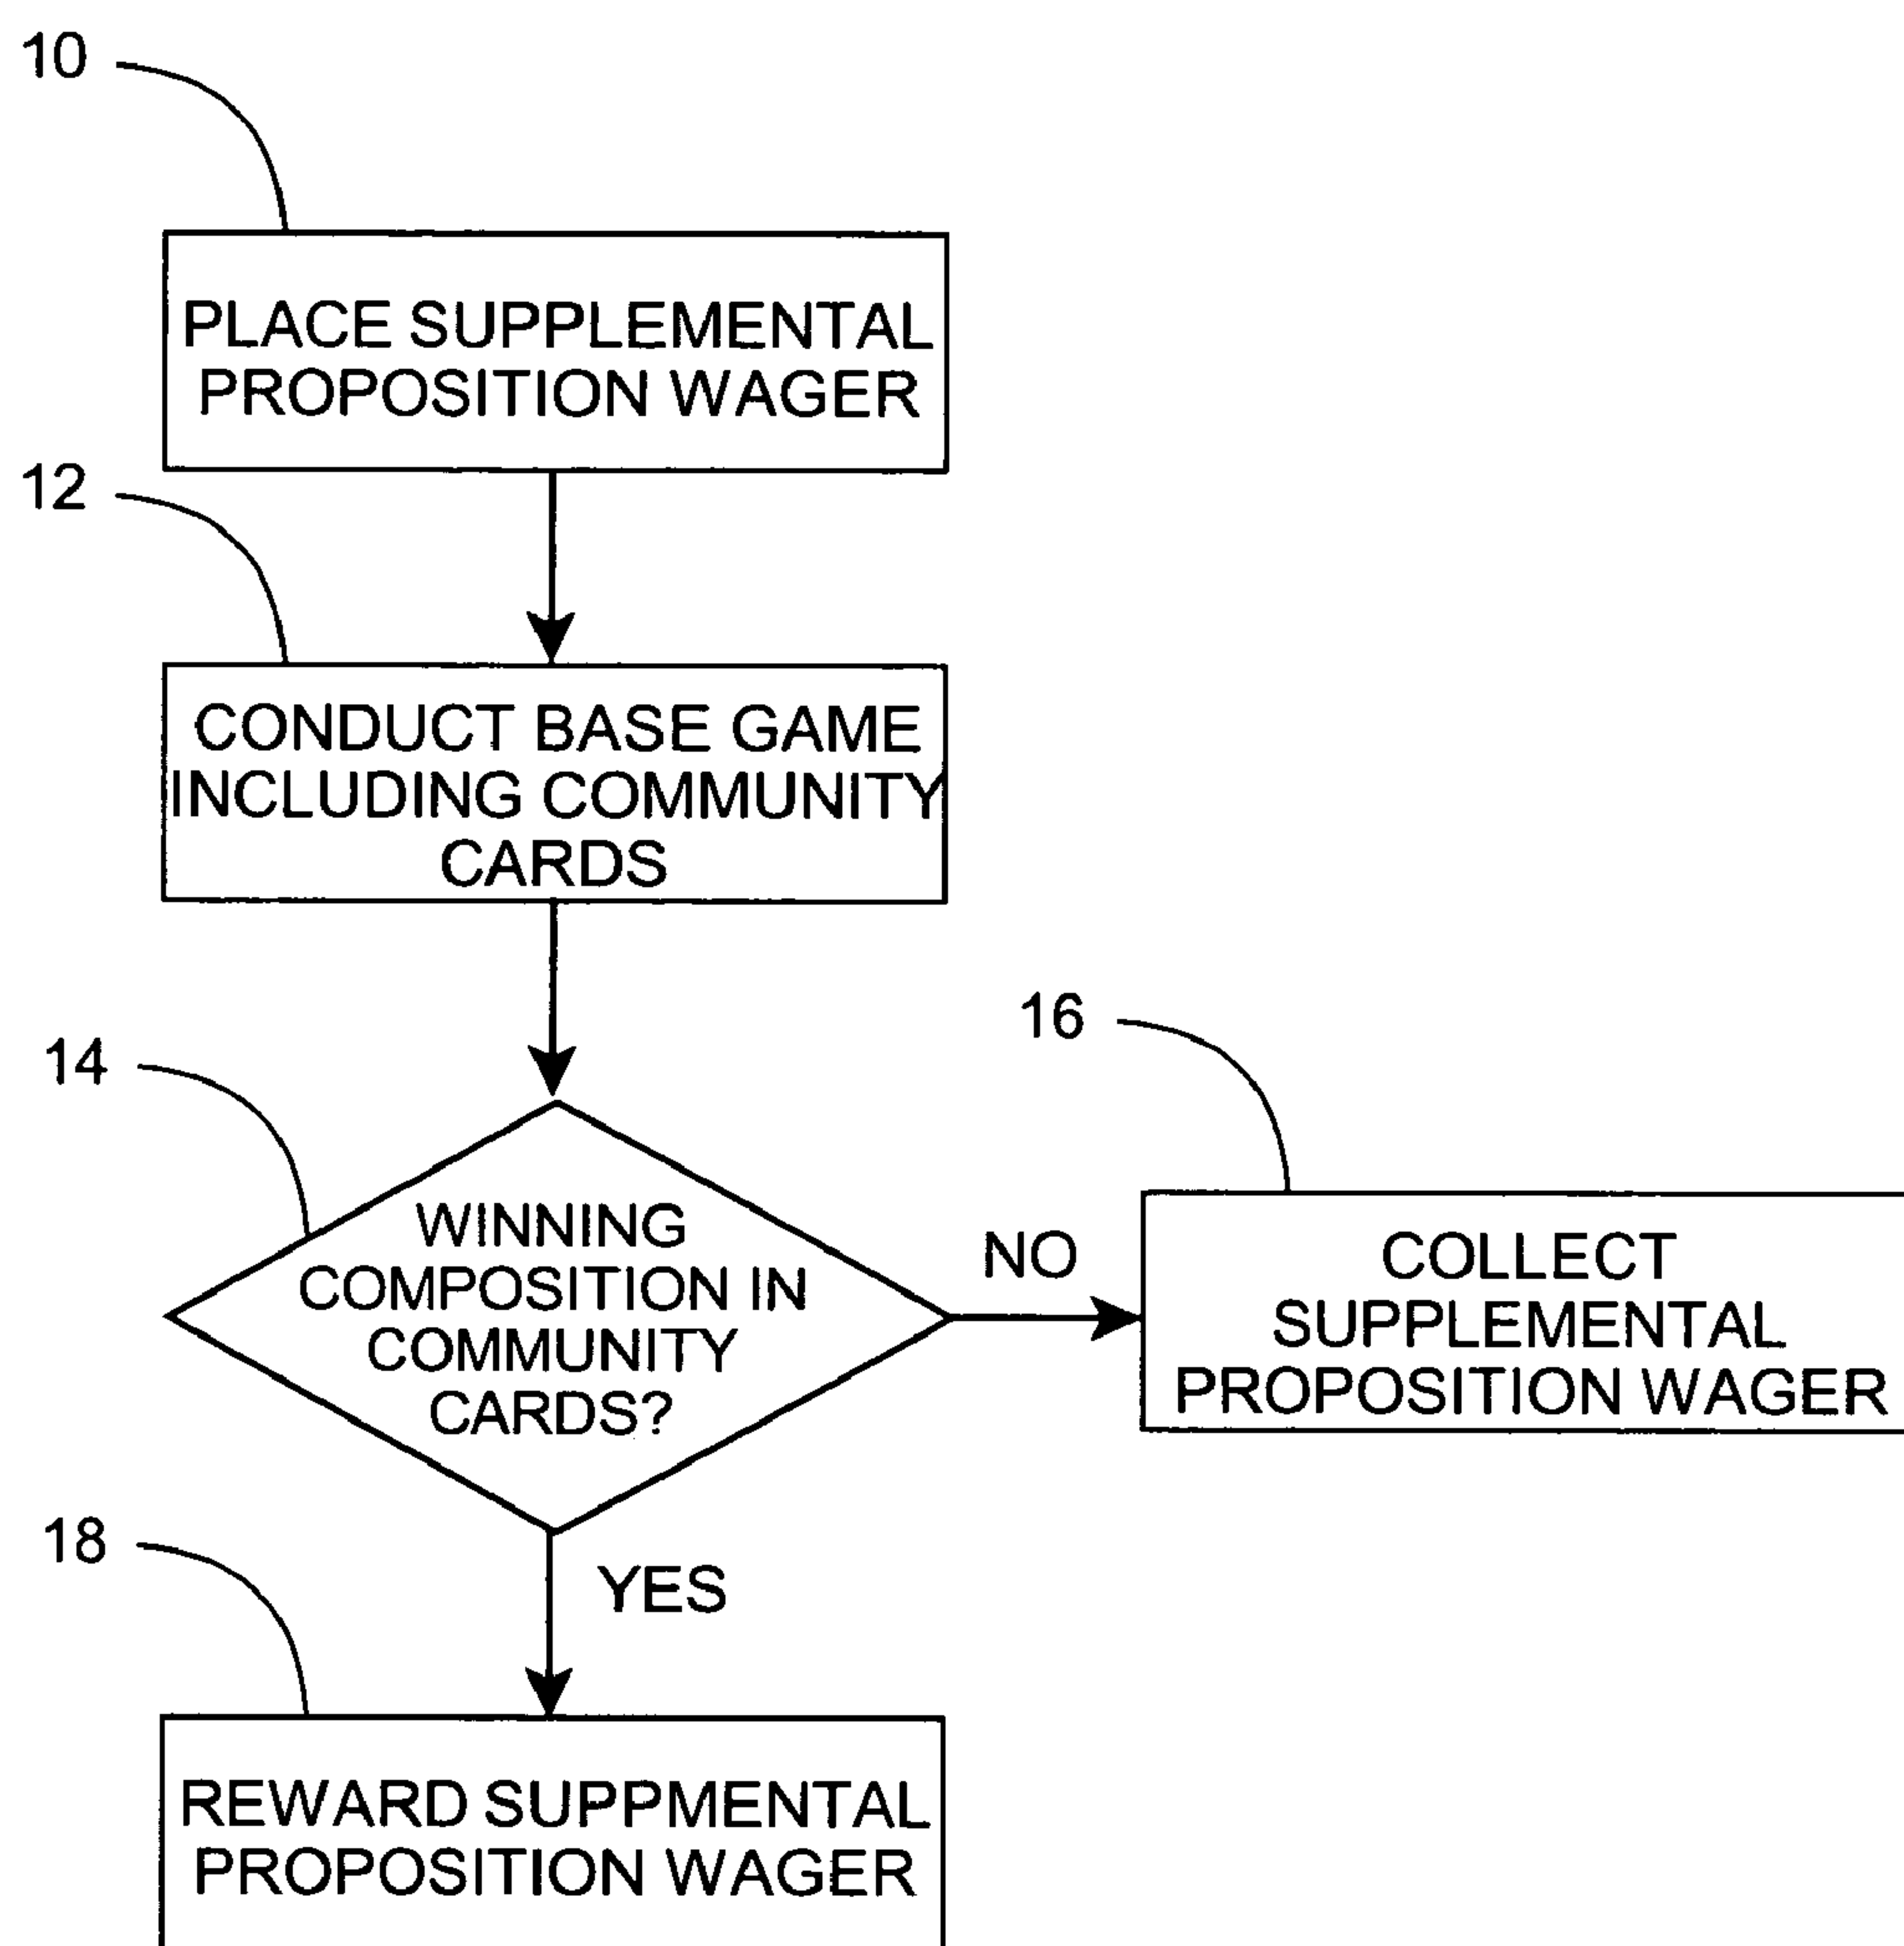 10
PLACE SUPPLEMENTAL
PROPOSITION WAGER
12
CONDUCT BASE GAME
INCLUDING COMMUNITY
CARDS
14
WINNING
COMPOSITION IN
COMMUNITY
CARDS?
NO
16
COLLECT
SUPPLEMENTAL
PROPOSITION WAGER
YES
18
REWARD SUPPMENTAL
PROPOSITION WAGER